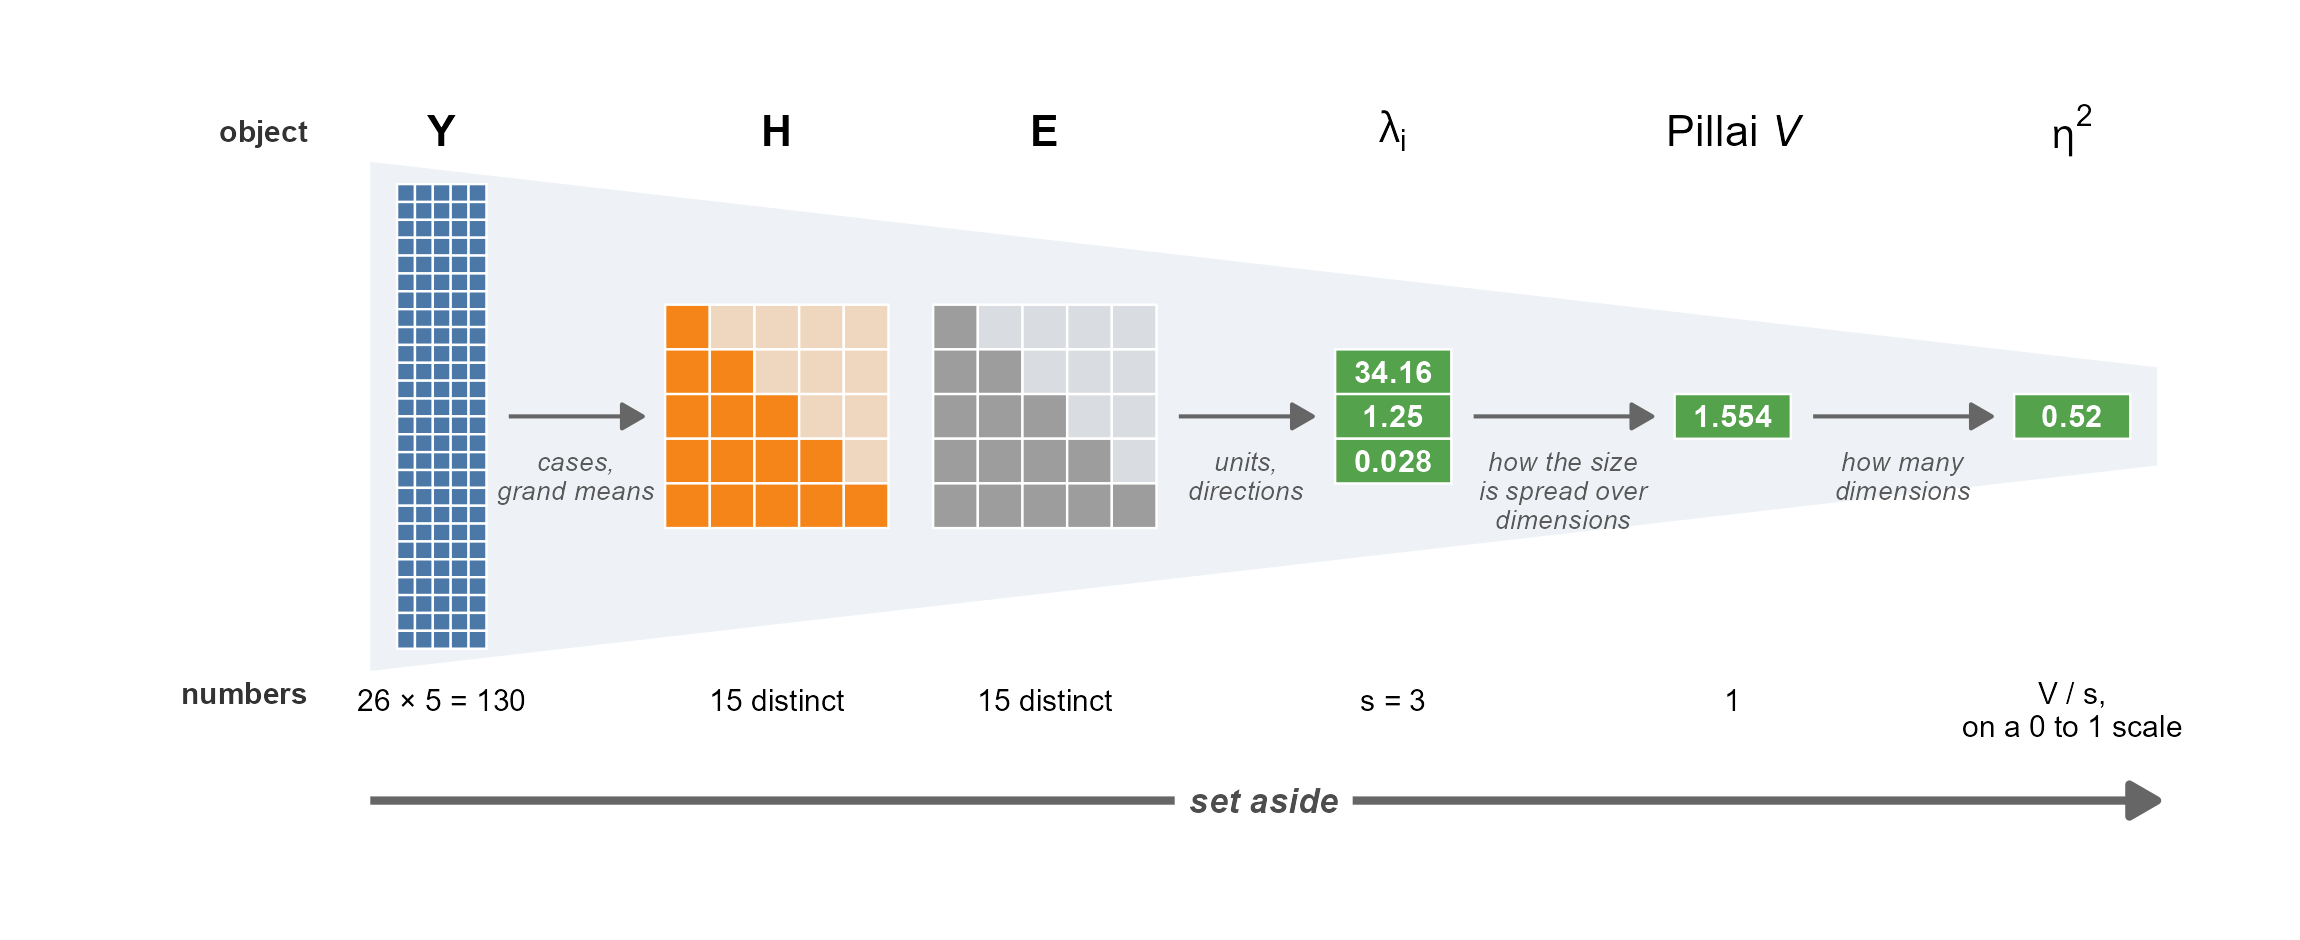 object
Y
H
E
λi
Pillai V
η²
34.16
1.25
0.028
1.554
0.52
cases,
grand means
units,
directions
how the size
is spread over
dimensions
how many
dimensions
numbers
26 × 5 = 130
15 distinct
15 distinct
s = 3
1
V / s,
on a 0 to 1 scale
set aside